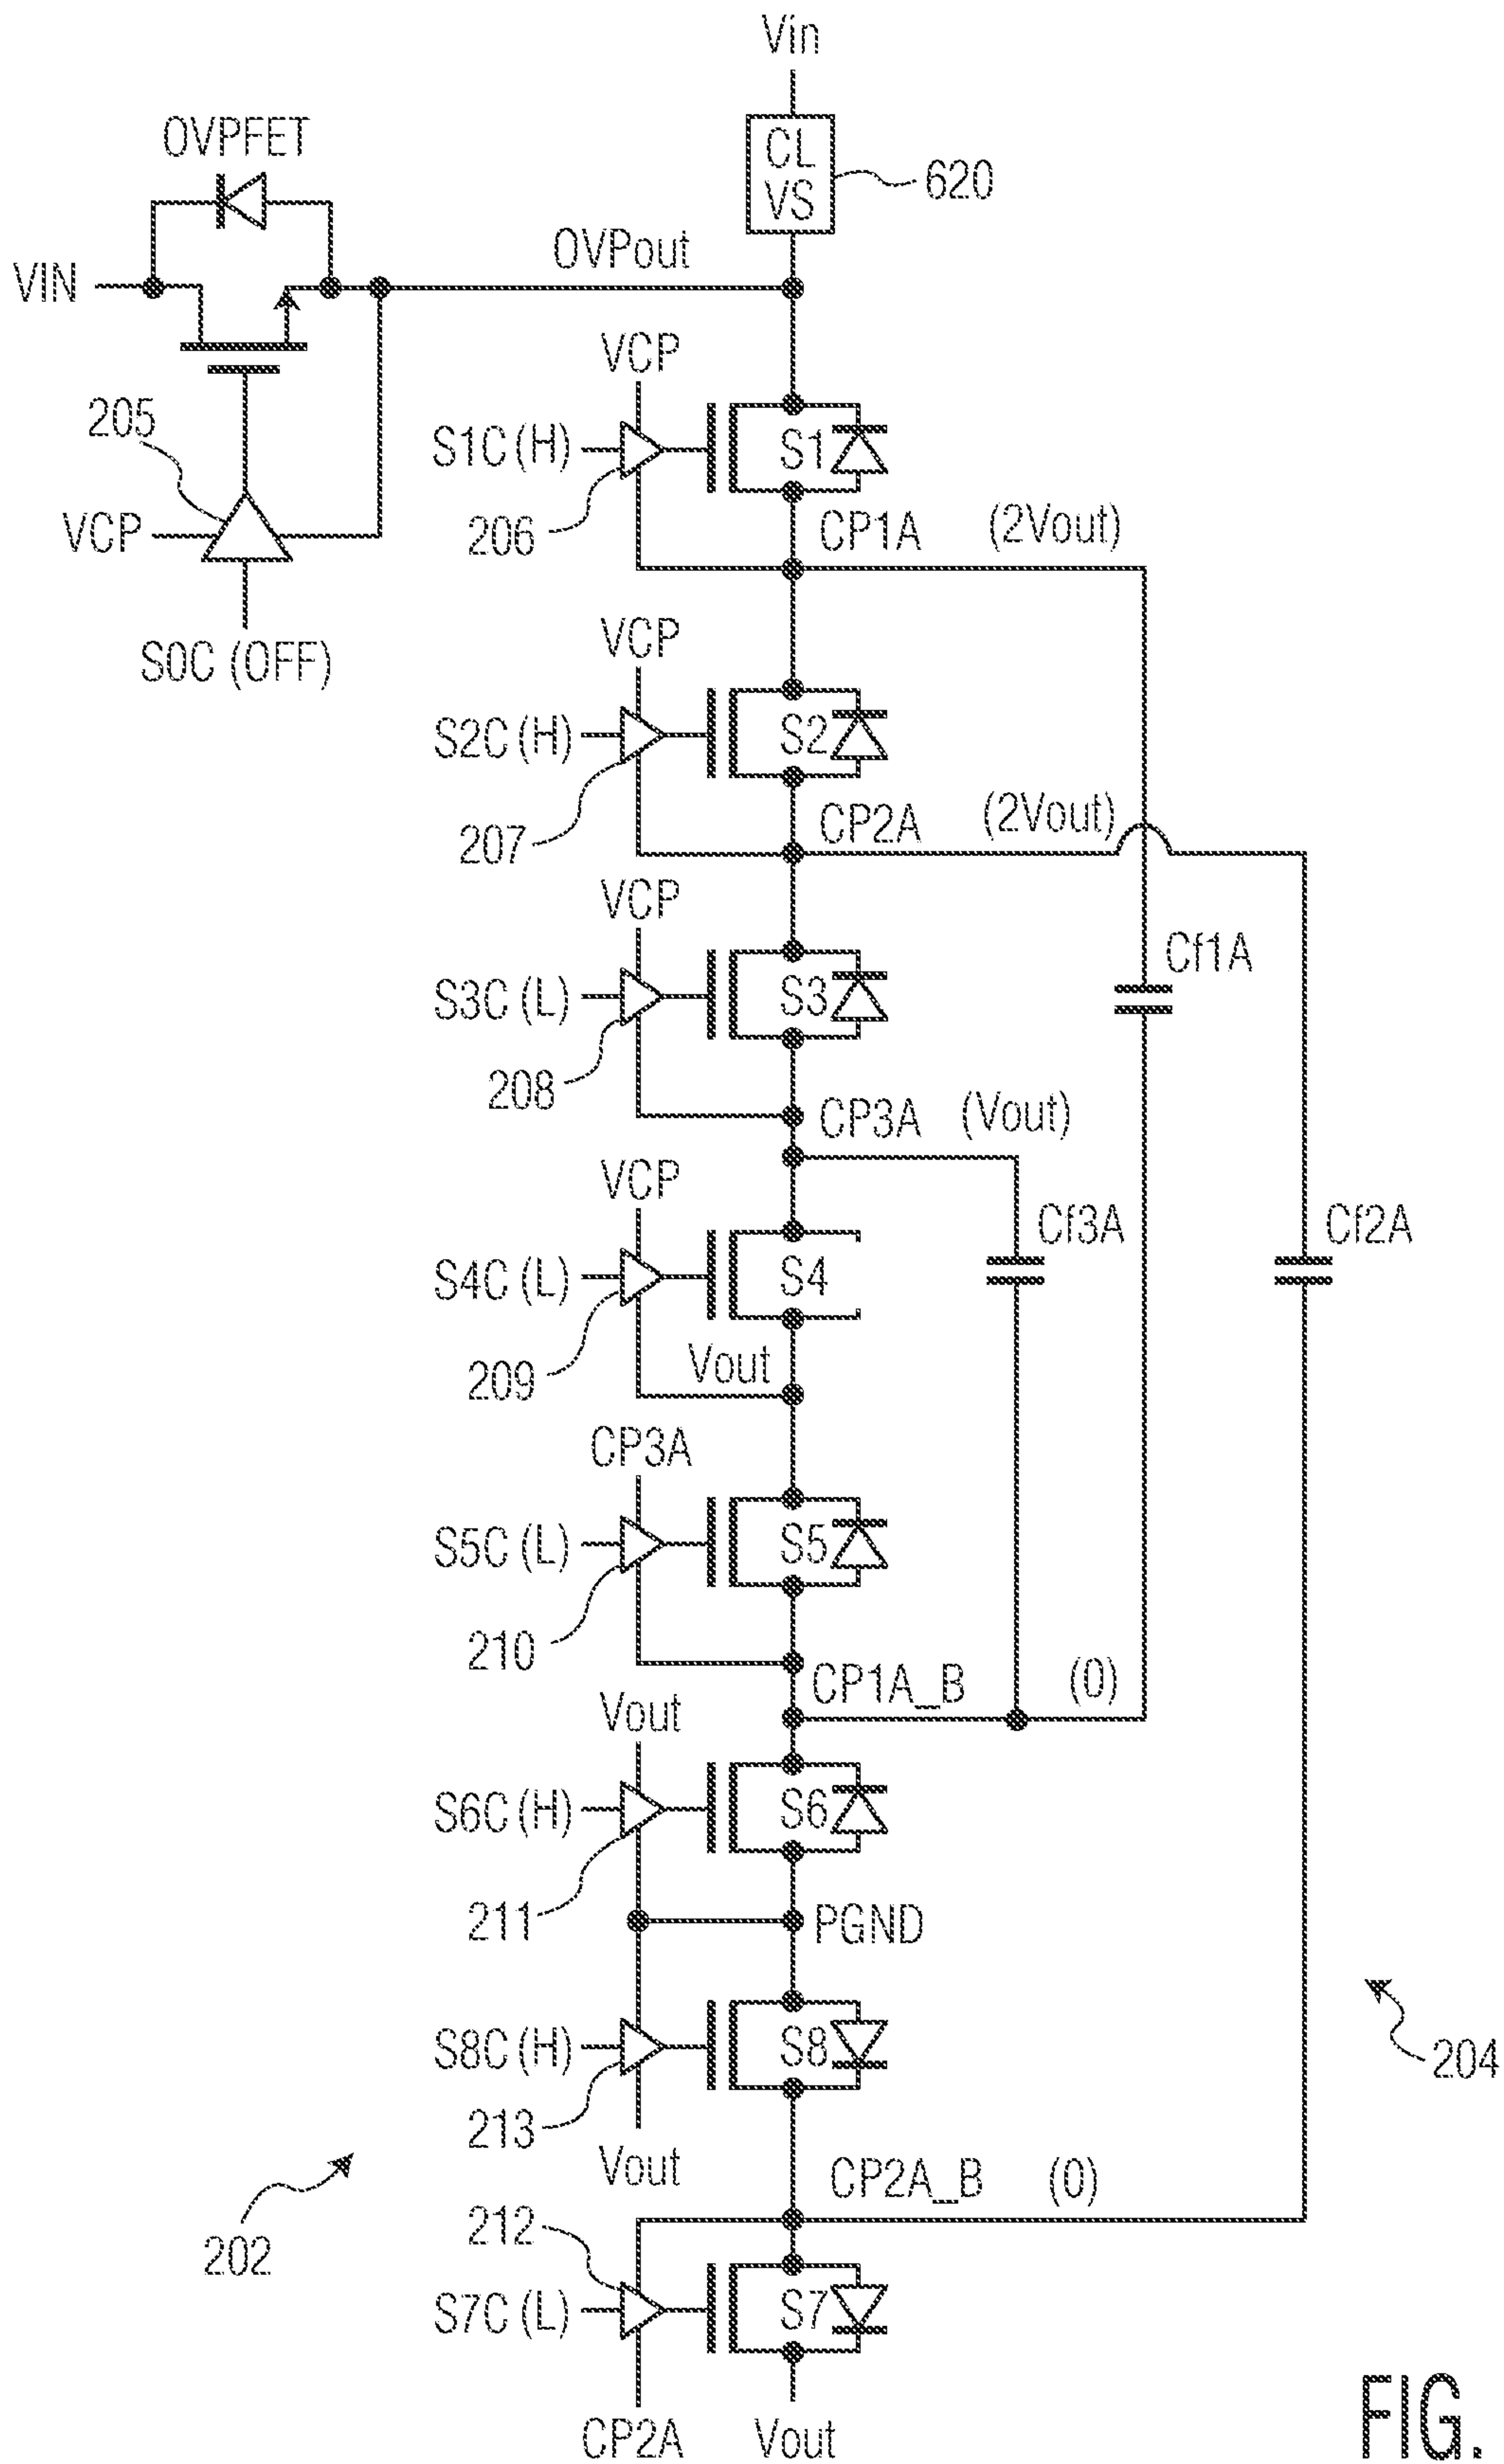 Vin
CL
VS
620
OVPFET
VIN
OVPout
205
VCP
S0C (OFF)
VCP
S1C (H)
S1
206
CP1A (2Vout)
VCP
S2C (H)
S2
207
CP2A (2Vout)
VCP
S3C (L)
S3
Cf1A
208
CP3A (Vout)
VCP
S4C (L)
S4
Cf3A
Cf2A
209
Vout
CP3A
S5C (L)
S5
210
CP1A_B (0)
Vout
S6C (H)
S6
211
PGND
S8C (H)
S8
204
213
Vout
CP2A_B (0)
202
212
S7C (L)
S7
CP2A
Vout
FIG.